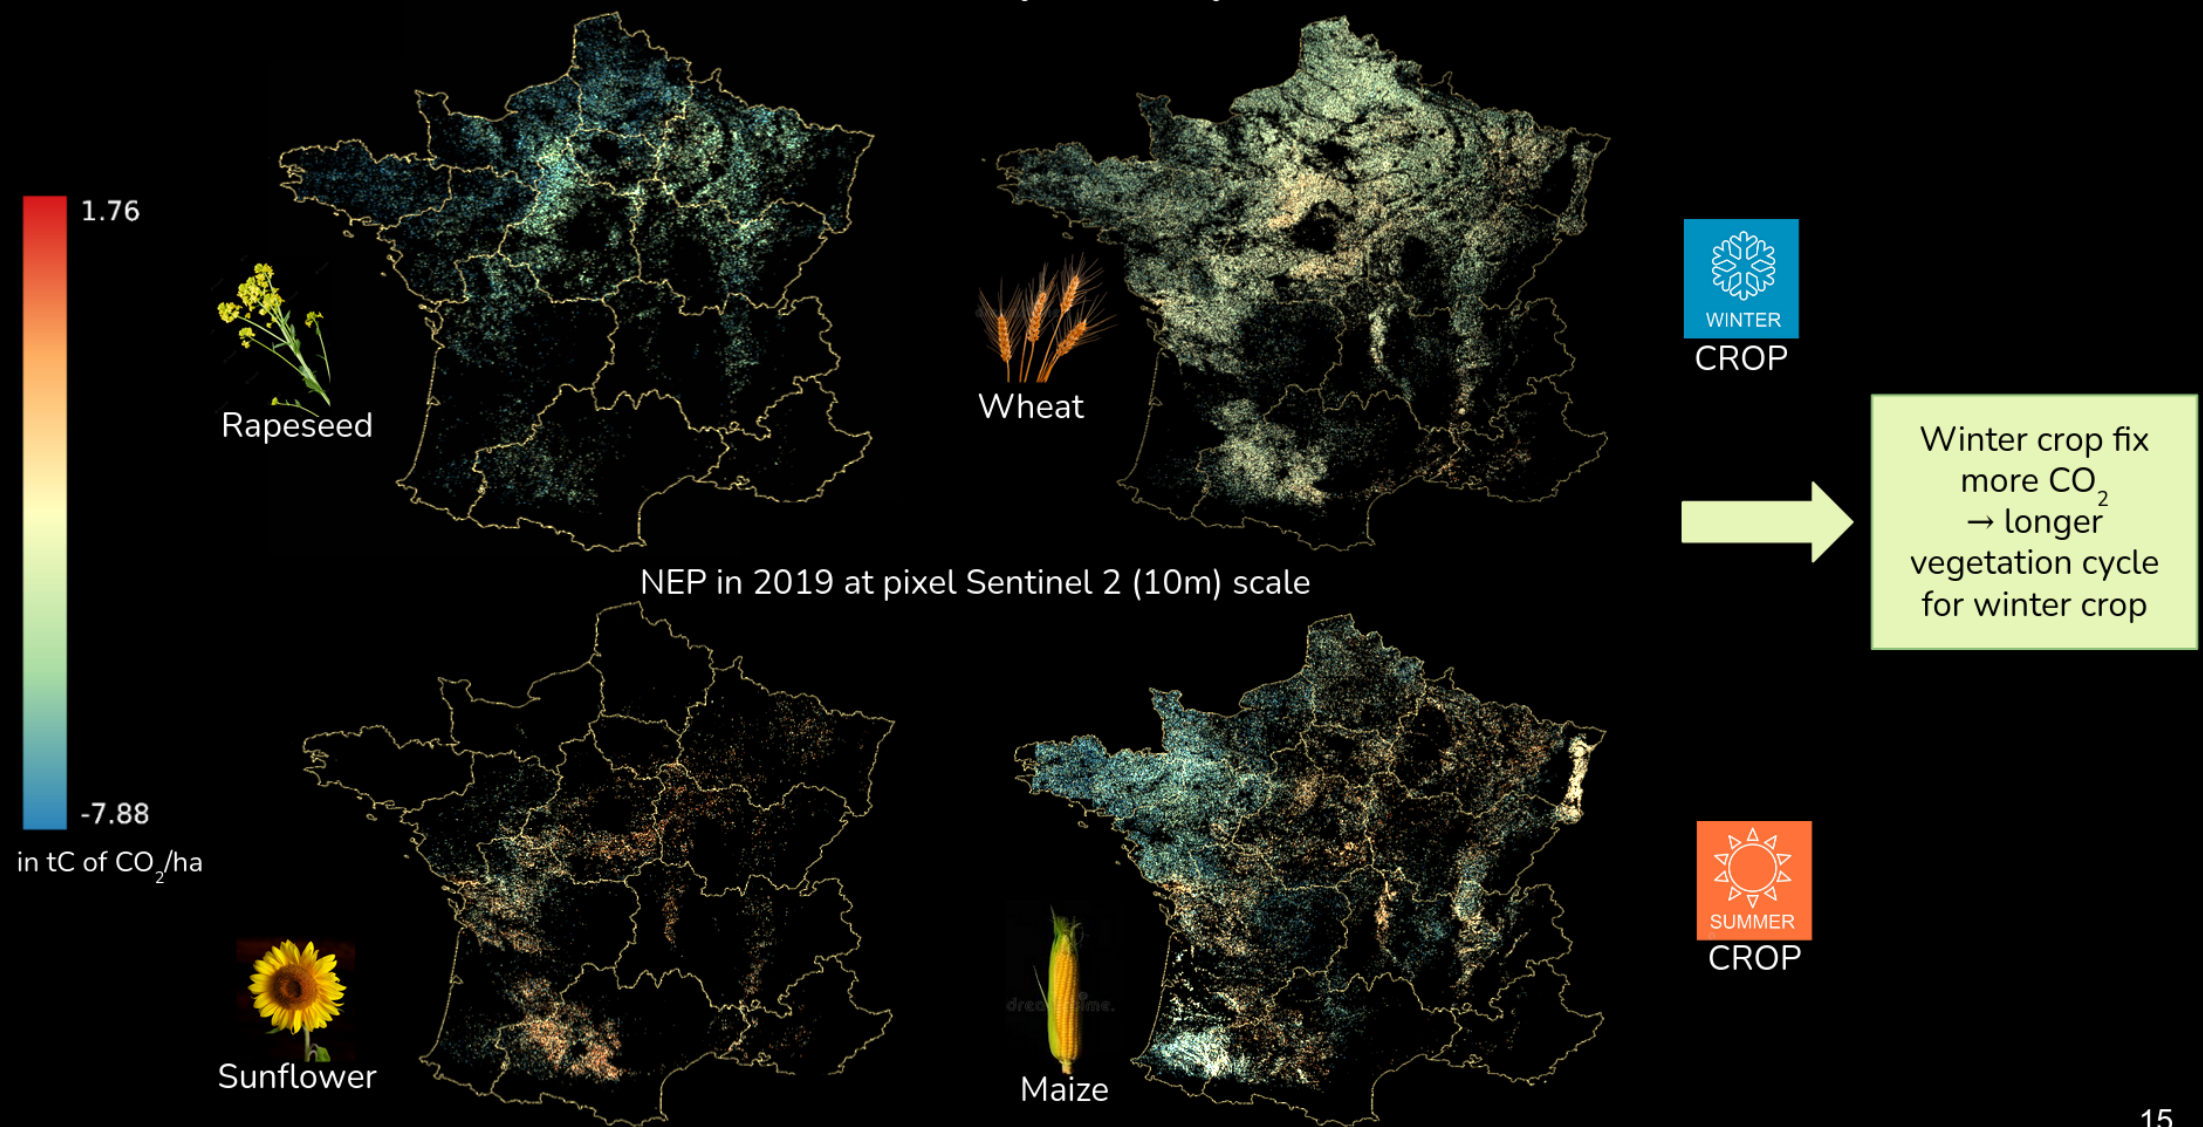 1.76
-7.88
in tC of CO2/ha
Rapeseed
Wheat
WINTER
CROP
NEP in 2019 at pixel Sentinel 2 (10m) scale
Winter crop fix
more CO2
→ longer
vegetation cycle
for winter crop
Sunflower
Maize
SUMMER
CROP
15